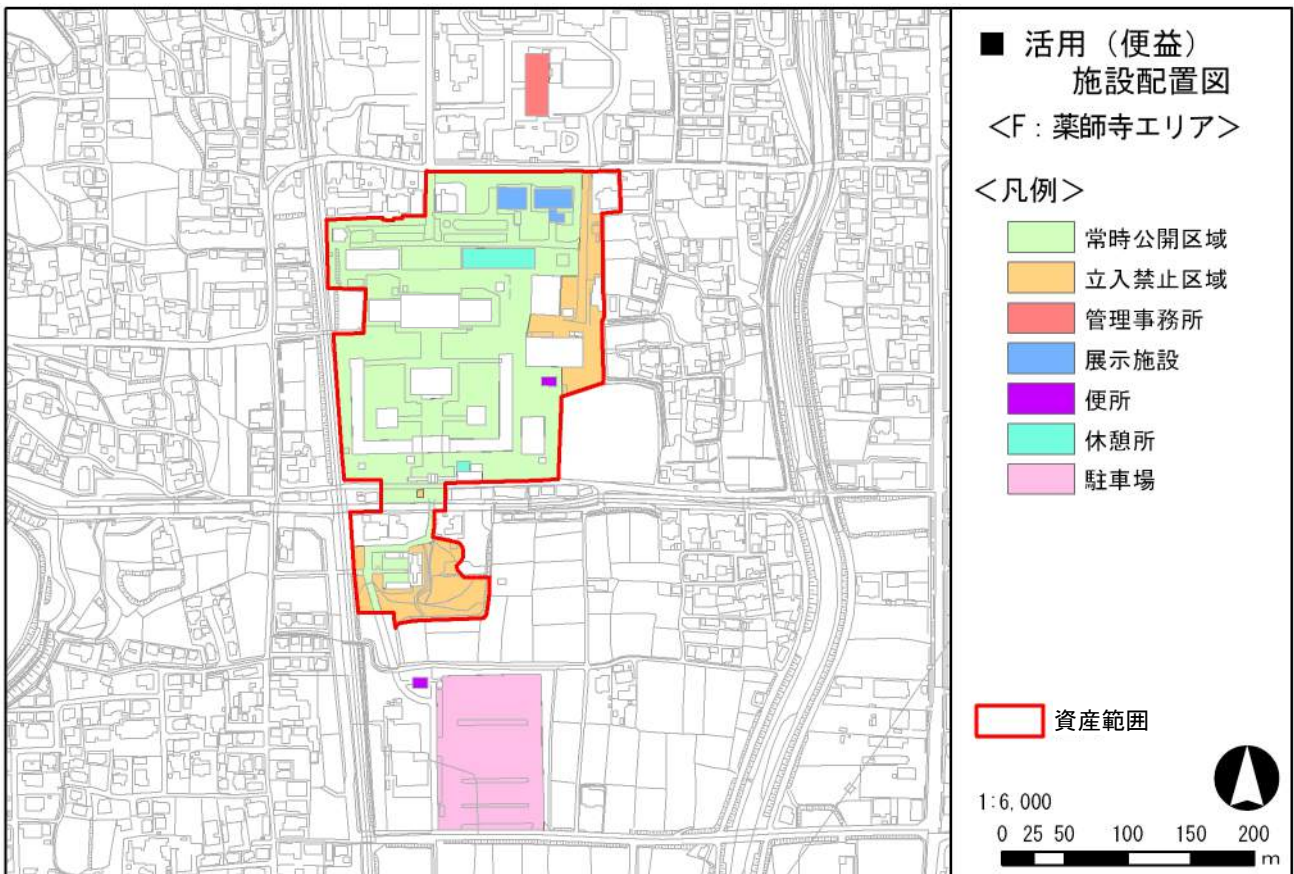 ■ 活用（便益）
施設配置図
＜F：薬師寺エリア＞
＜凡例＞
常時公開区域
立入禁止区域
管理事務所
展示施設
便所
休憩所
駐車場
資産範囲
1:6,000
0 25 50 100 150 200
m